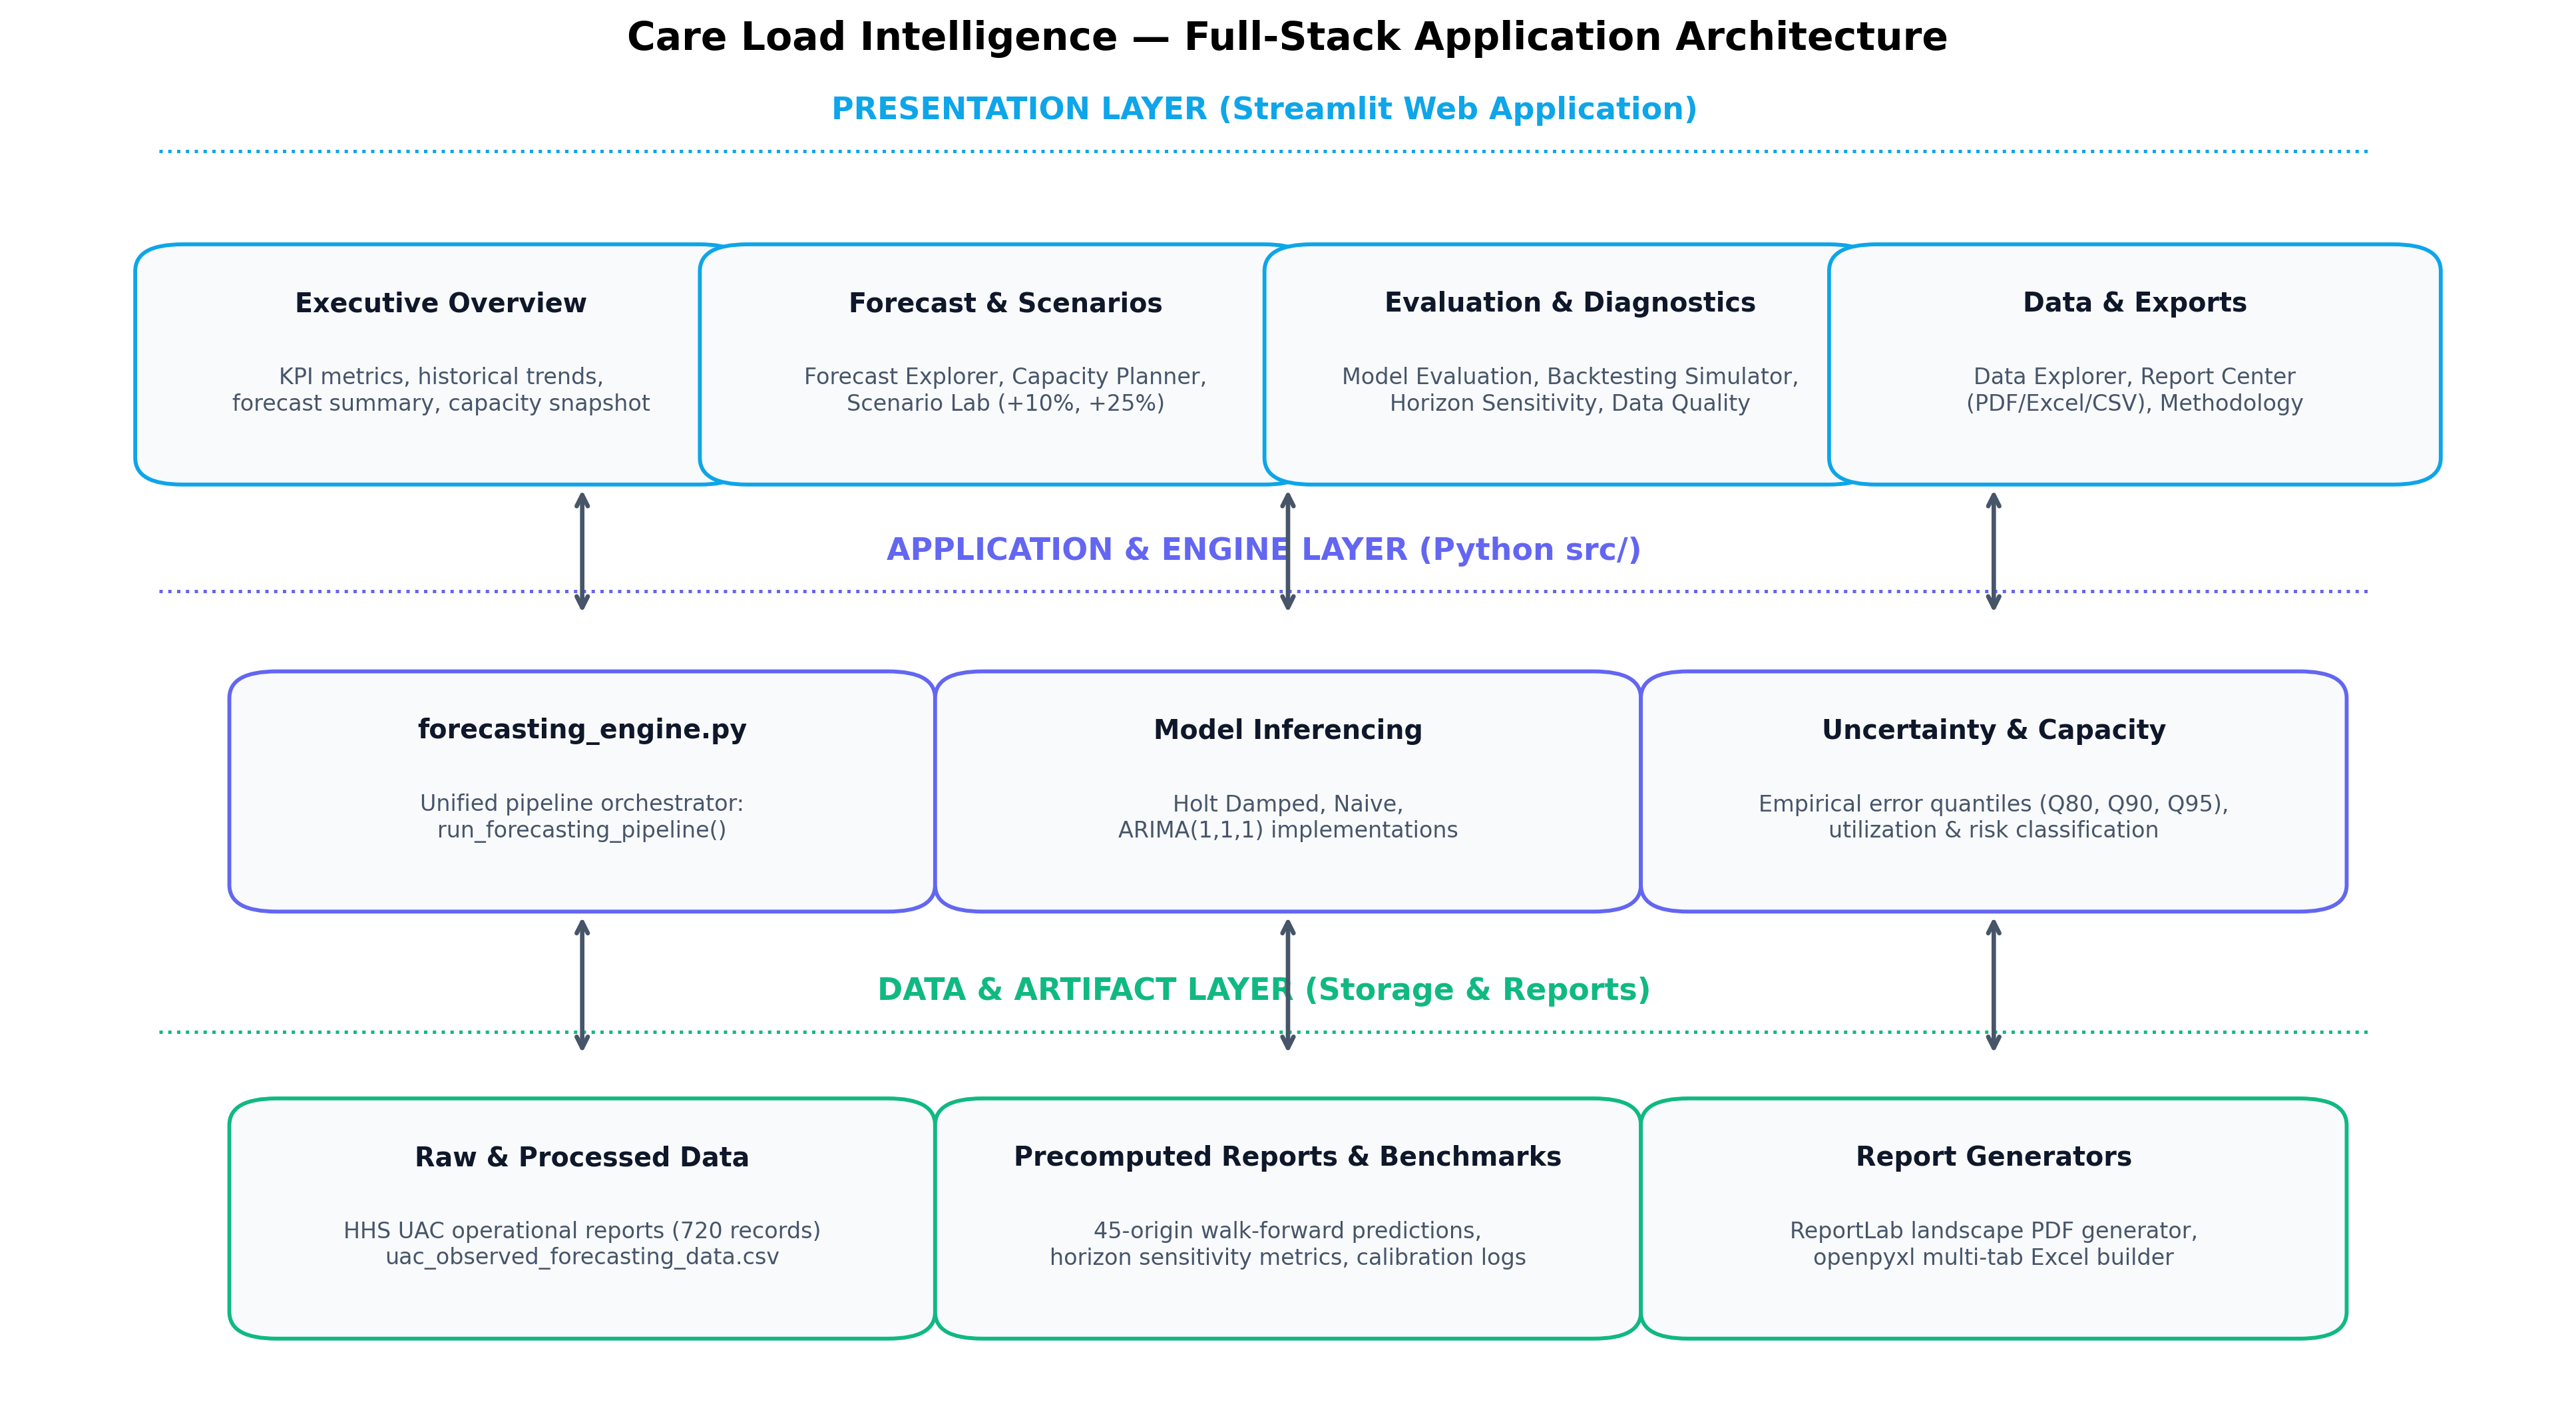 Care Load Intelligence — Full-Stack Application Architecture
PRESENTATION LAYER (Streamlit Web Application)
Executive Overview
KPI metrics, historical trends,
forecast summary, capacity snapshot
Forecast & Scenarios
Forecast Explorer, Capacity Planner,
Scenario Lab (+10%, +25%)
Evaluation & Diagnostics
Model Evaluation, Backtesting Simulator,
Horizon Sensitivity, Data Quality
Data & Exports
Data Explorer, Report Center
(PDF/Excel/CSV), Methodology
APPLICATION & ENGINE LAYER (Python src/)
forecasting_engine.py
Unified pipeline orchestrator:
run_forecasting_pipeline()
Model Inferencing
Holt Damped, Naive,
ARIMA(1,1,1) implementations
Uncertainty & Capacity
Empirical error quantiles (Q80, Q90, Q95),
utilization & risk classification
DATA & ARTIFACT LAYER (Storage & Reports)
Raw & Processed Data
HHS UAC operational reports (720 records)
uac_observed_forecasting_data.csv
Precomputed Reports & Benchmarks
45-origin walk-forward predictions,
horizon sensitivity metrics, calibration logs
Report Generators
ReportLab landscape PDF generator,
openpyxl multi-tab Excel builder